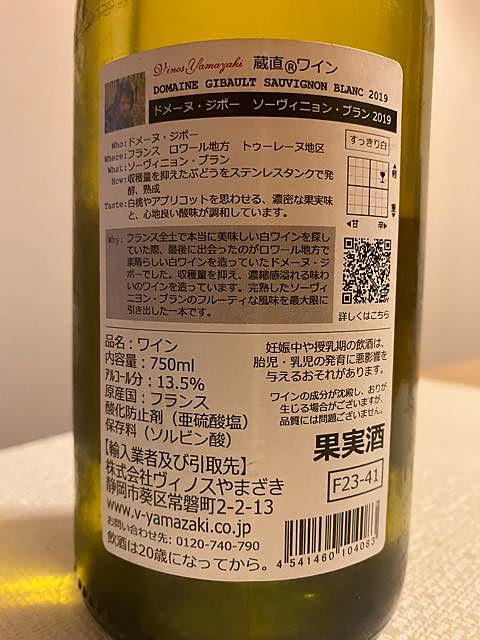 Vinos Yamazaki 蔵直®ワイン
DOMAINE GIBAULT SAUVIGNON BLANC 2019
ドメーヌ・ジボー ソーヴィニョン・ブラン 2019
Who:ドメーヌ・ジボー
Where:フランス ロワール地方 トゥーレーヌ地区
What:ソーヴィニョン・ブラン
How:収穫量を抑えたぶどうをステンレスタンクで発
酵、熟成
Taste:白桃やアプリコットを思わせる、濃密な果実味
と、心地良い酸味が調和しています。
すっきり白
軽
重
甘 辛
Why:フランス全土で本当に美味しい白ワインを探し
ていた際、最後に出会ったのがロワール地方で
素晴らしい白ワインを造っていたドメーヌ・ジ
ボーでした。収穫量を抑え、濃縮感溢れる味わ
いのワインを造っています。完熟したソーヴィ
ニヨン・ブランのフルーティな風味を最大限に
引き出した一本です。
詳しくはこちら
品名：ワイン
内容量：750ml
アルコール分：13.5%
原産国：フランス
酸化防止剤（亜硫酸塩）
保存料（ソルビン酸）
【輸入業者及び引取先】
株式会社ヴィノスやまざき
静岡市葵区常磐町2-2-13
www.v-yamazaki.co.jp
お問い合わせ先：0120-740-790
飲酒は20歳になってから。
妊娠中や授乳期の飲酒は、
胎児・乳児の発育に悪影響を
与えるおそれがあります。
ワインの成分が沈殿し、おりが
生じる場合がございますが、
品質には問題ございません。
果実酒
F23-41
4 541460 104083